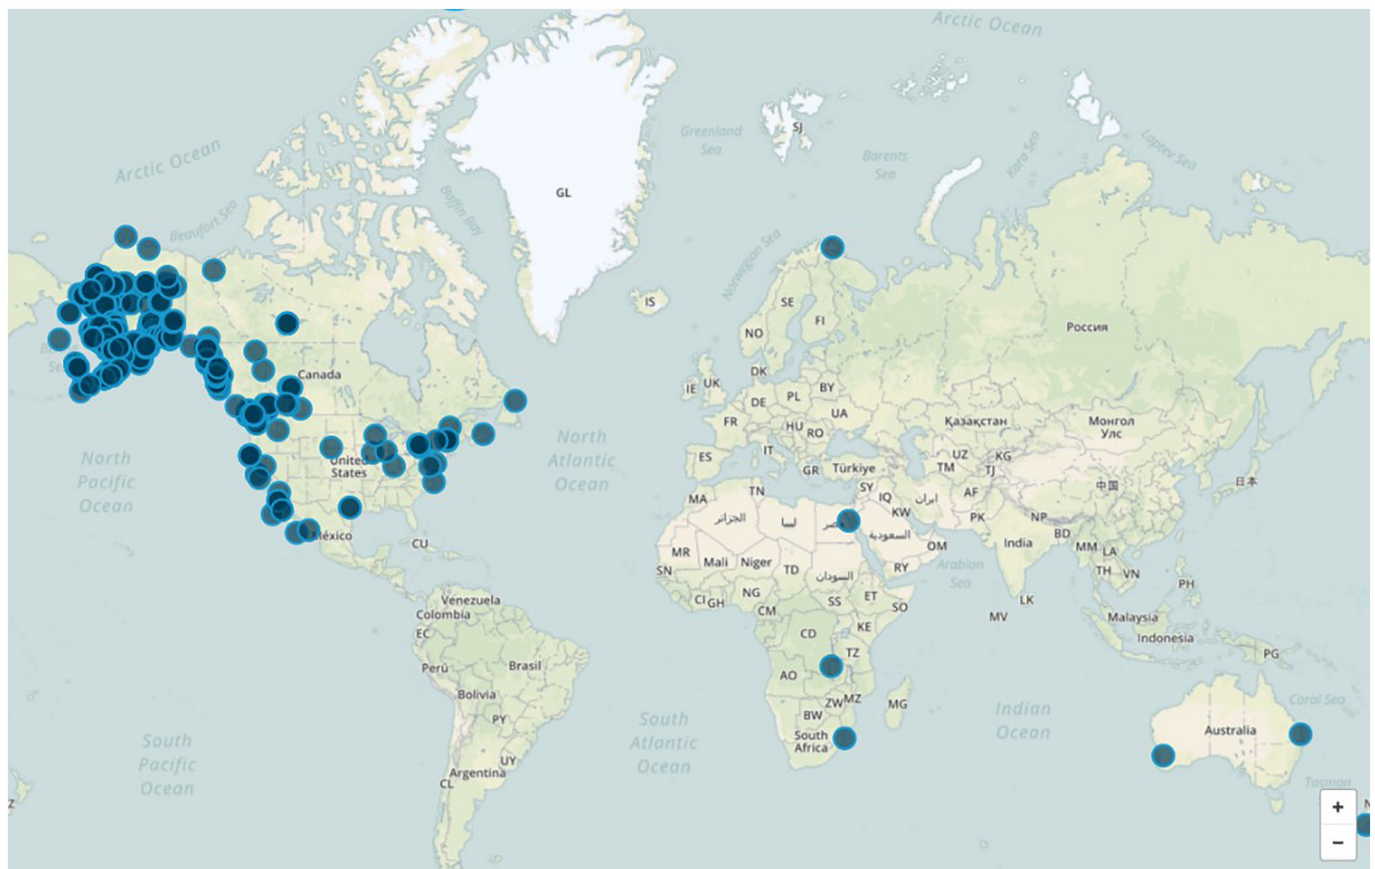 Arctic Ocean
Arctic Ocean
Greenland
Sea
SJ
Barents
Sea
Kara Sea
Laptev Sea
Beaufort Sea
Baffin Bay
GL
Norwegian Sea
IS
SE
FI
NO
Россия
Canada
DK
IE
UK
BY
DE
PL
UA
FR
HU
RO
Қазақстан
Монгол
Улс
North
Pacific
Ocean
United
States
North
Atlantic
Ocean
ES
IT
GR
Türkiye
UZ
KG
TM
TJ
中国
日本
MA
TN
SY
IQ
ایران
AF
الجزائر
ليبيا
مصر
KW
السعودية
PK
NP
BD
México
CU
MR
Mali
Niger
TD
السودان
OM
RY
Arabian
Sea
India
MM
LA
TH
VN
SN
CI
GH
NG
CM
SS
ET
SO
LK
MV
PH
Venezuela
Colombia
EC
CD
KE
TZ
Malaysia
Indonesia
PG
Perú
Brasil
AO
Bolivia
ZW
MZ
MG
BW
PY
South
Pacific
Ocean
South
Atlantic
Ocean
Indian
Ocean
South
Africa
Australia
Coral Sea
UY
Argentina
CL
Tasman
Z
N
+
−